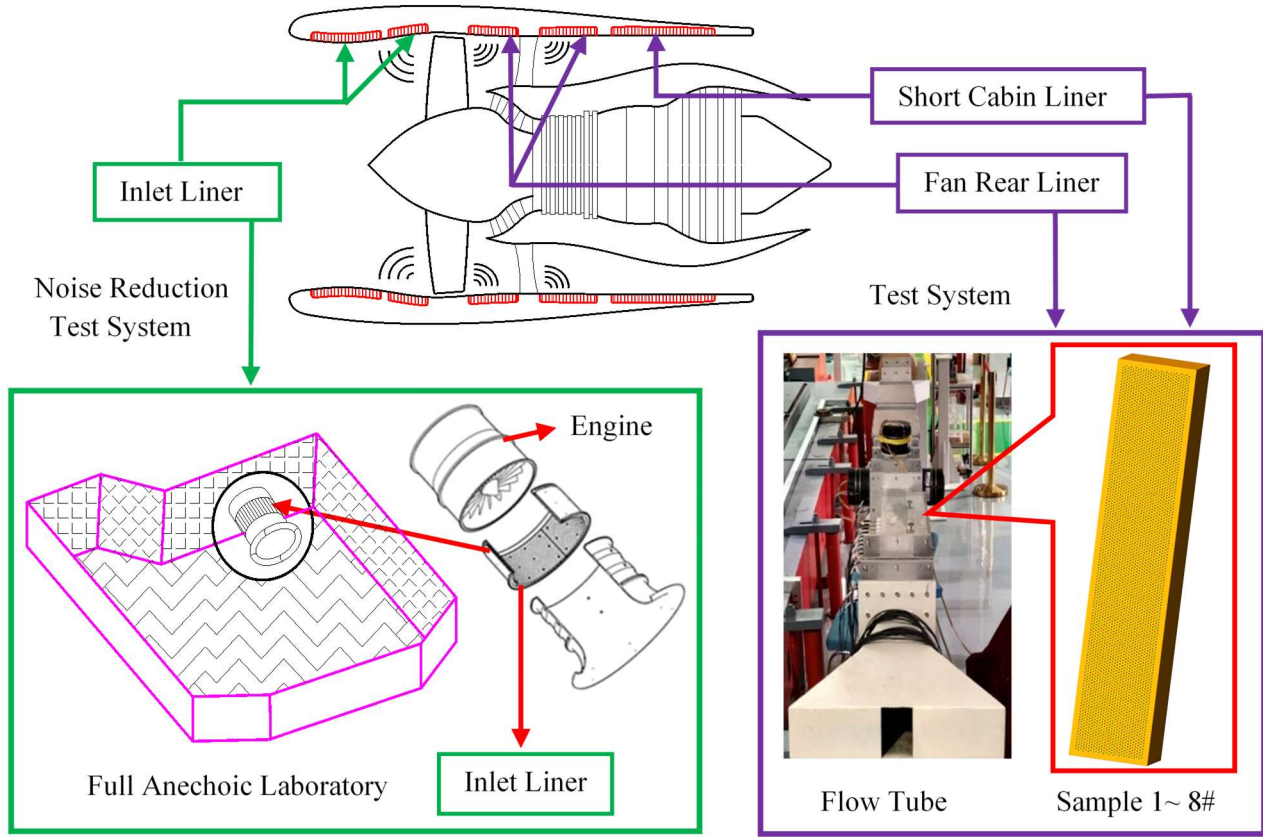 Short Cabin Liner
Inlet Liner
Fan Rear Liner
Noise Reduction
Test System
Test System
Engine
Full Anechoic Laboratory
Inlet Liner
Flow Tube
Sample 1~ 8#